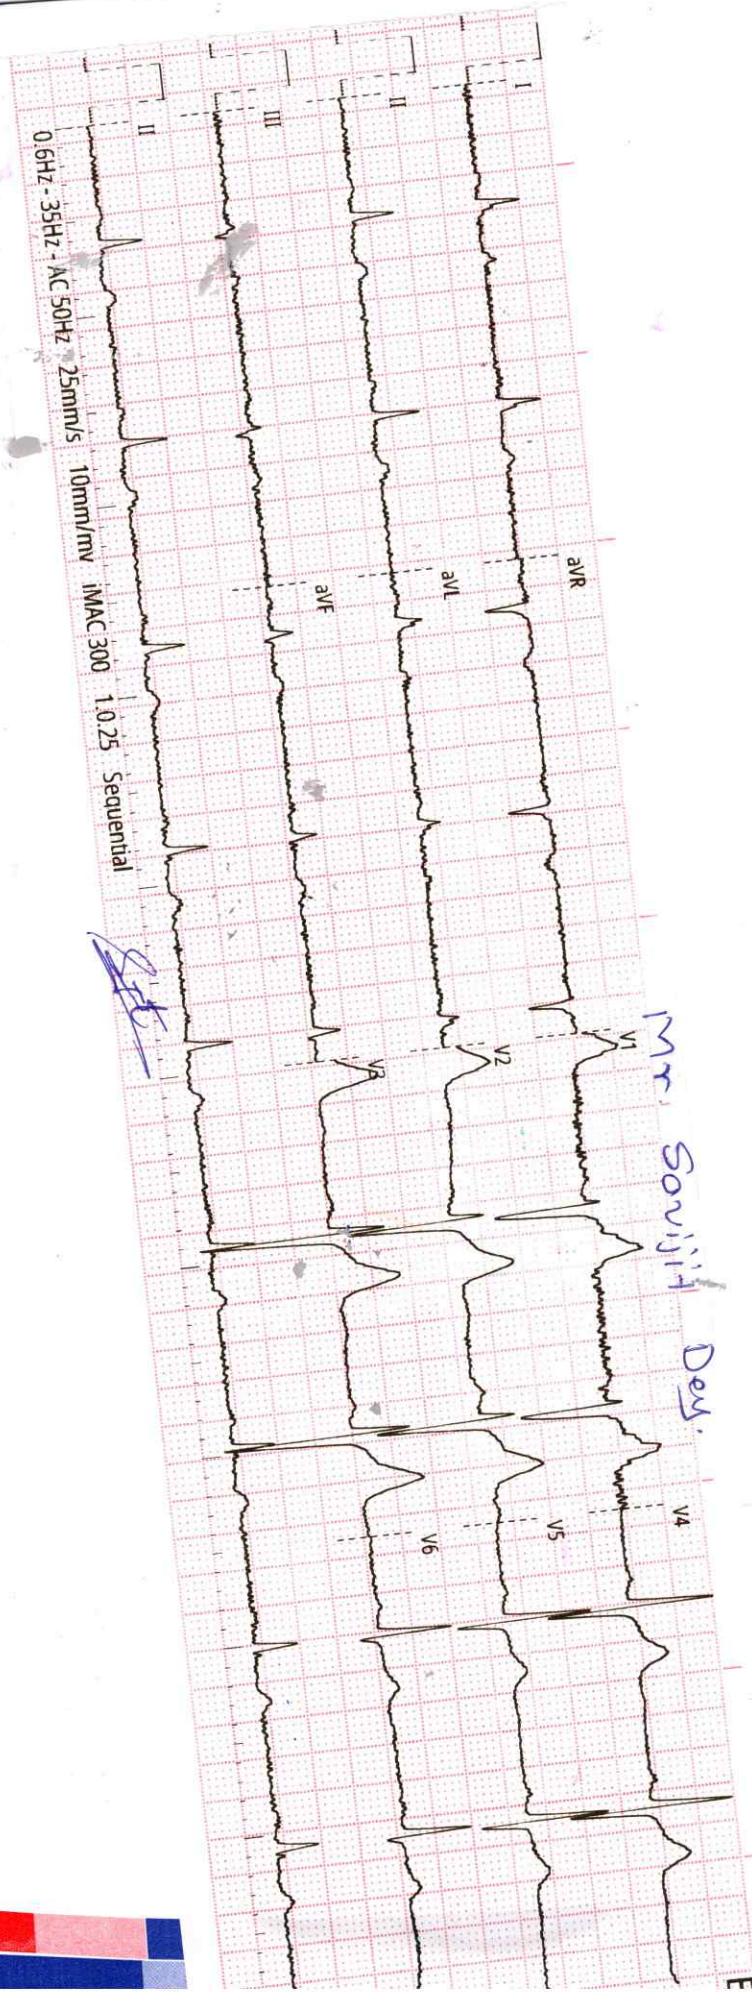 I
aVR
V1
V4
II
aVL
V2
V5
III
aVF
V3
V6
II
0.6Hz - 35Hz - AC 50Hz 25mm/s 10mm/mv iMAC 300 1.0.25 Sequential
Mr. Sovijit Dey.